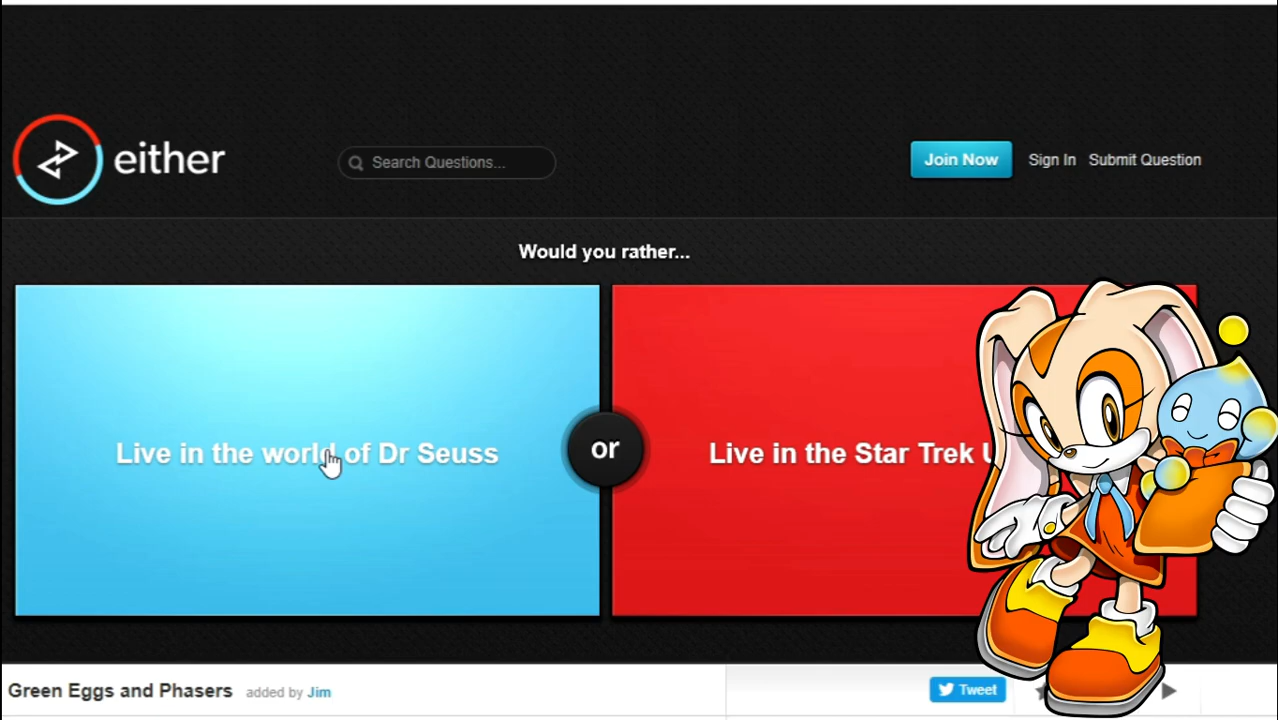 either
Search Questions...
Join Now
Sign In
Submit Question
Would you rather...
Live in the world of Dr Seuss
or
Live in the Star Trek
Green Eggs and Phasers
added by Jim
Tweet